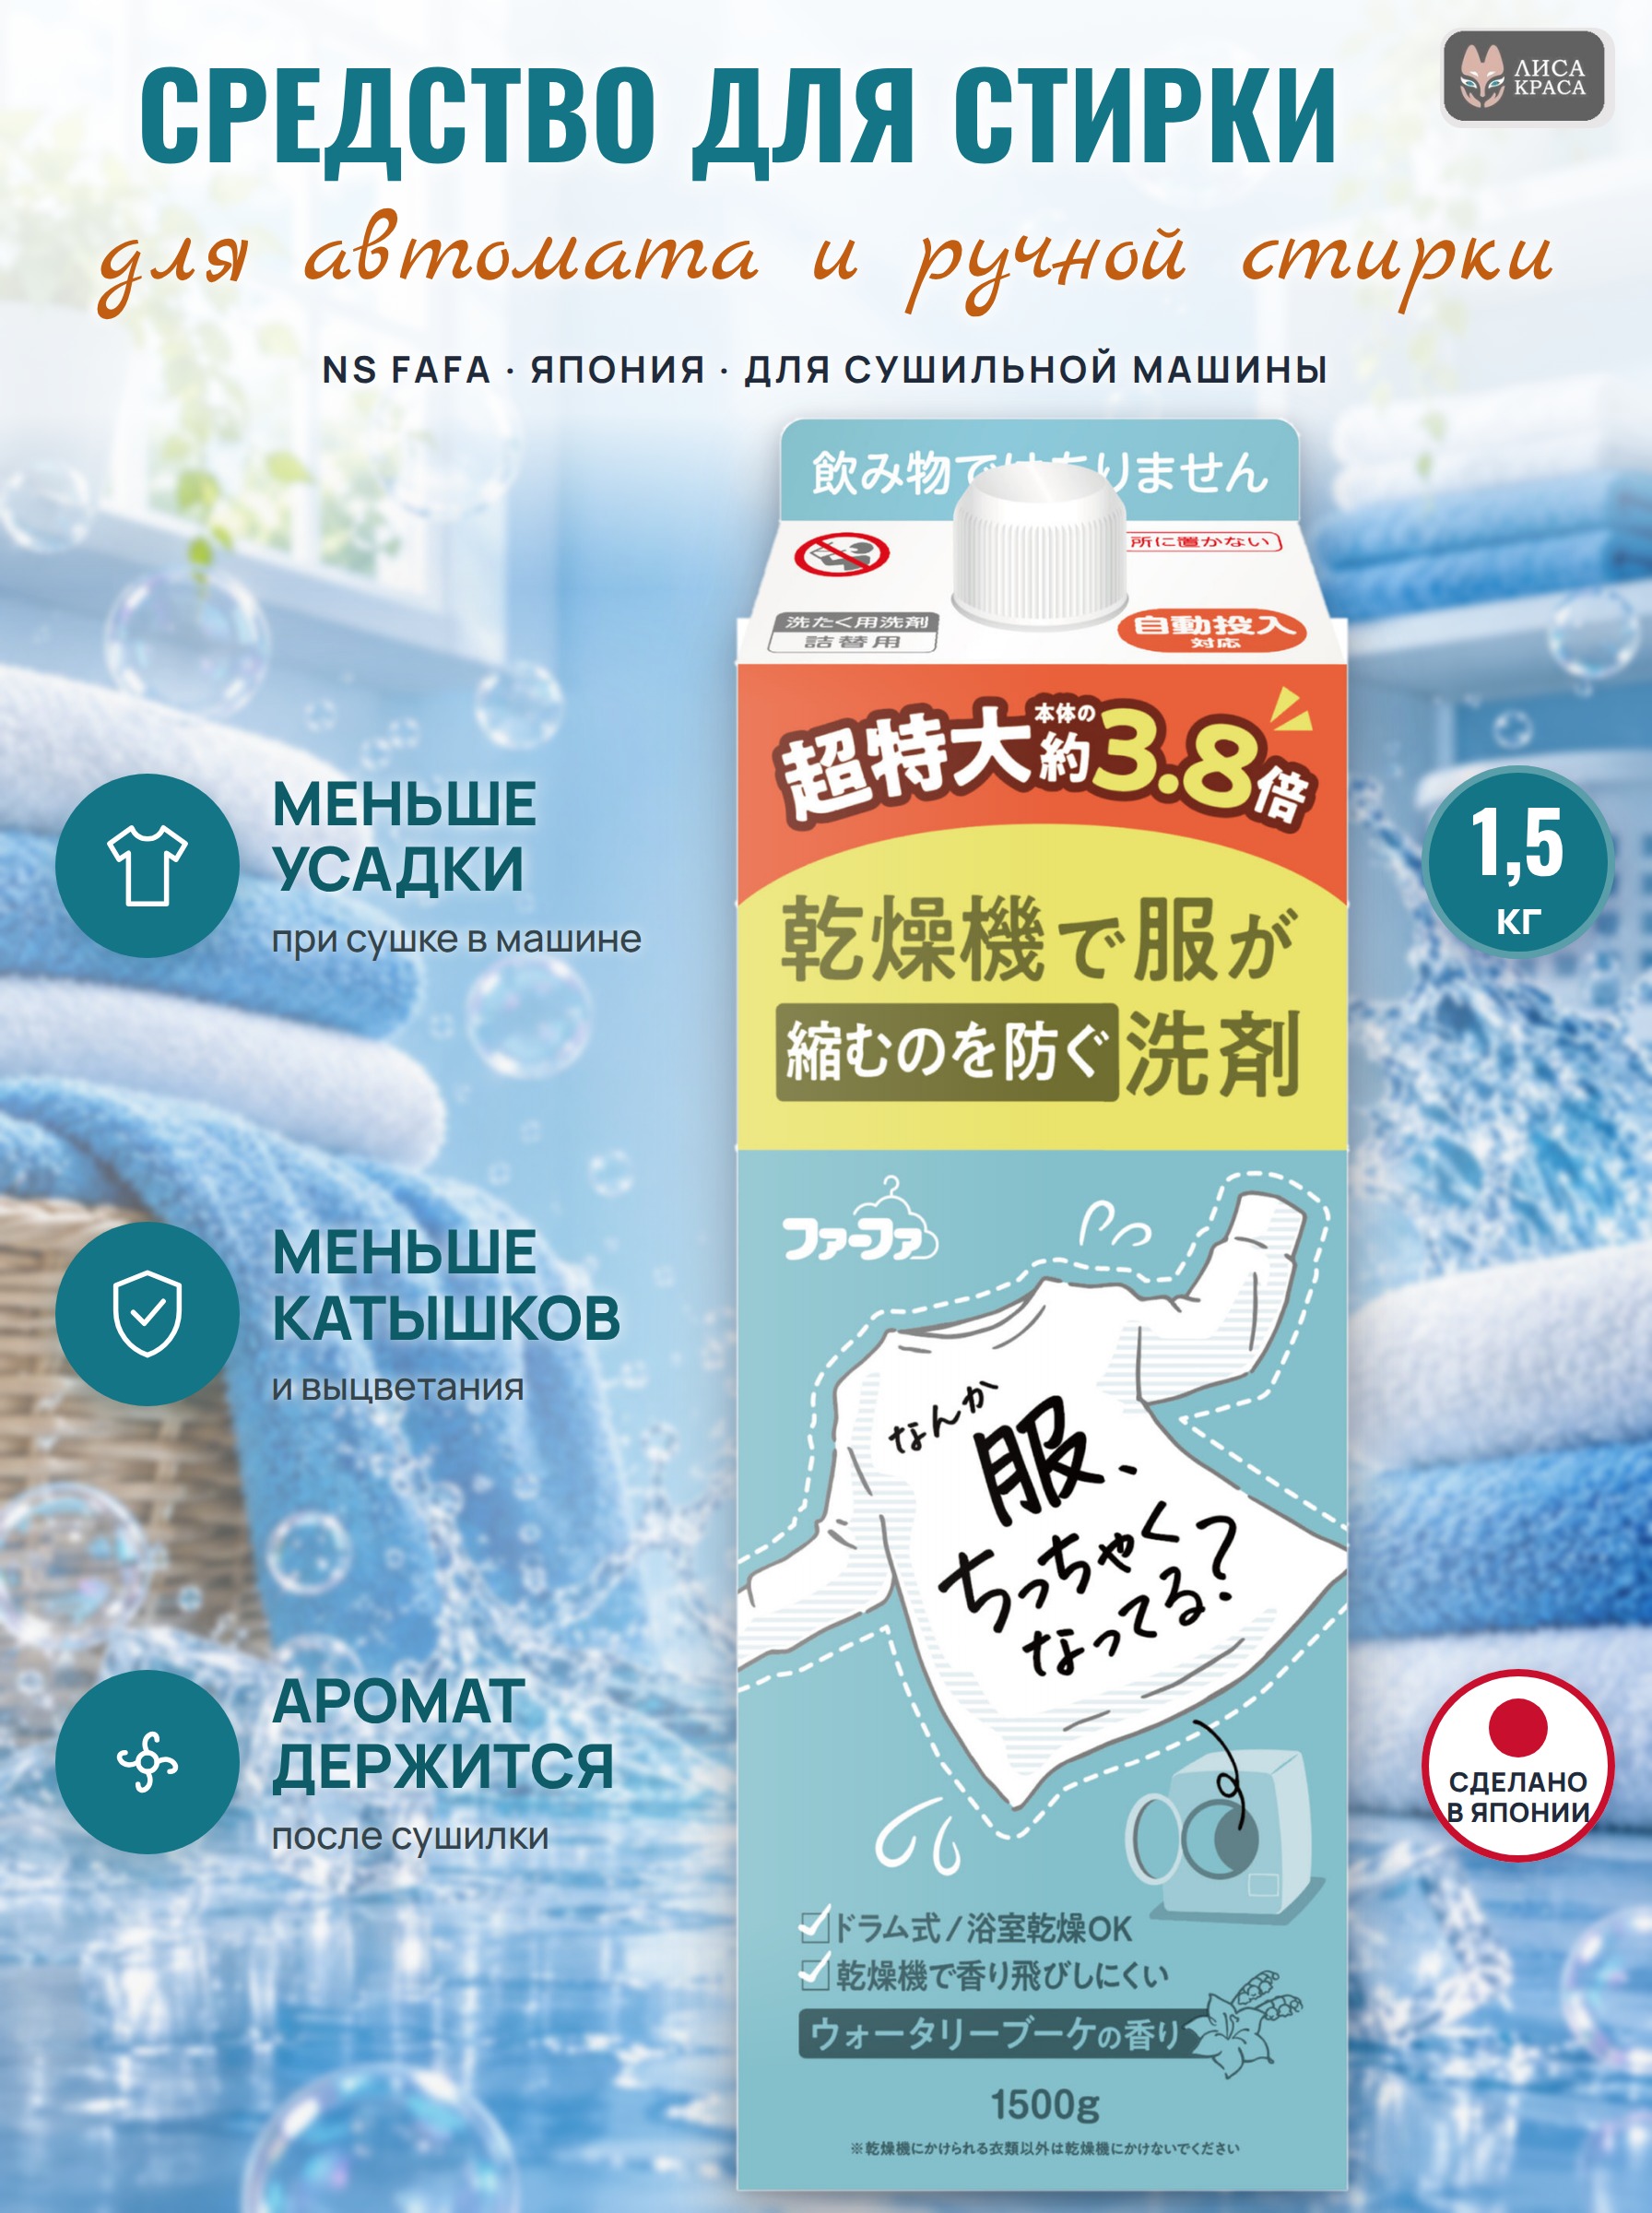 СРЕДСТВО ДЛЯ СТИРКИ
ЛИСА
КРАСА
для автомата и ручной стирки
NS FAFA · ЯПОНИЯ · ДЛЯ СУШИЛЬНОЙ МАШИНЫ
飲み物ではありません
所に置かない
洗たく用洗剤
詰替用
自動投入
対応
超特大 本体の約3.8倍
乾燥機で服が
縮むのを防ぐ洗剤
ファーファ
なんか
服、
ちっちゃく
なってる?
ドラム式/浴室乾燥OK
乾燥機で香り飛びしにくい
ウォータリーブーケの香り
1500g
※乾燥機にかけられる衣類以外は乾燥機にかけないでください
МЕНЬШЕ
УСАДКИ
при сушке в машине
МЕНЬШЕ
КАТЫШКОВ
и выцветания
АРОМАТ
ДЕРЖИТСЯ
после сушилки
1,5
кг
СДЕЛАНО
В ЯПОНИИ